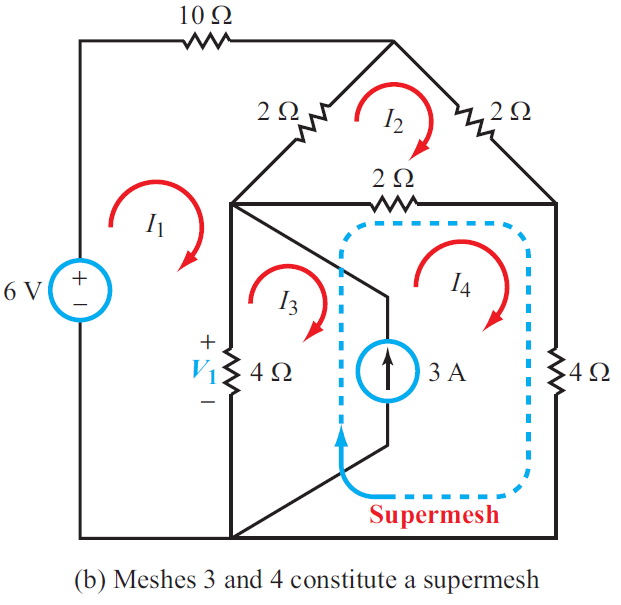 10 Ω
2 Ω
I2
2 Ω
2 Ω
I1
6 V
+
−
I3
I4
+
V1
−
4 Ω
3 A
4 Ω
Supermesh
(b) Meshes 3 and 4 constitute a supermesh